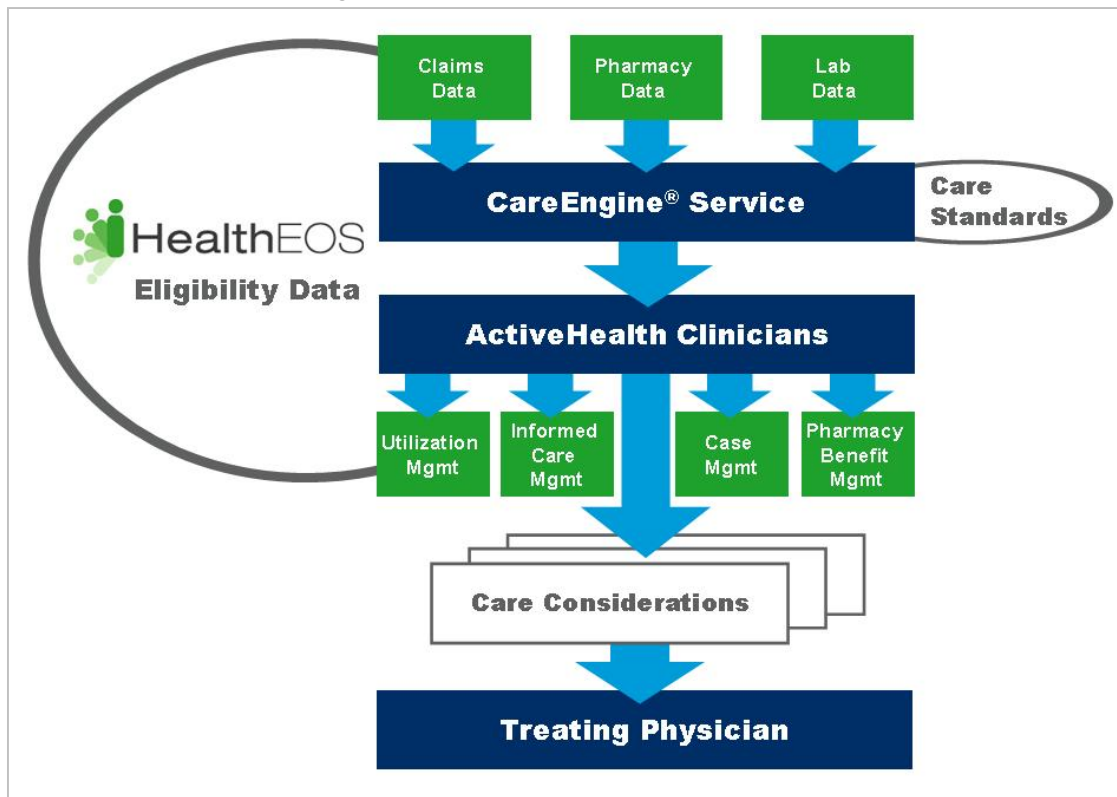 Claims
Data
Pharmacy
Data
Lab
Data
CareEngine® Service
Care
Standards
HealthEOS
Eligibility Data
ActiveHealth Clinicians
Utilization
Mgmt
Informed
Care
Mgmt
Case
Mgmt
Pharmacy
Benefit
Mgmt
Care Considerations
Treating Physician